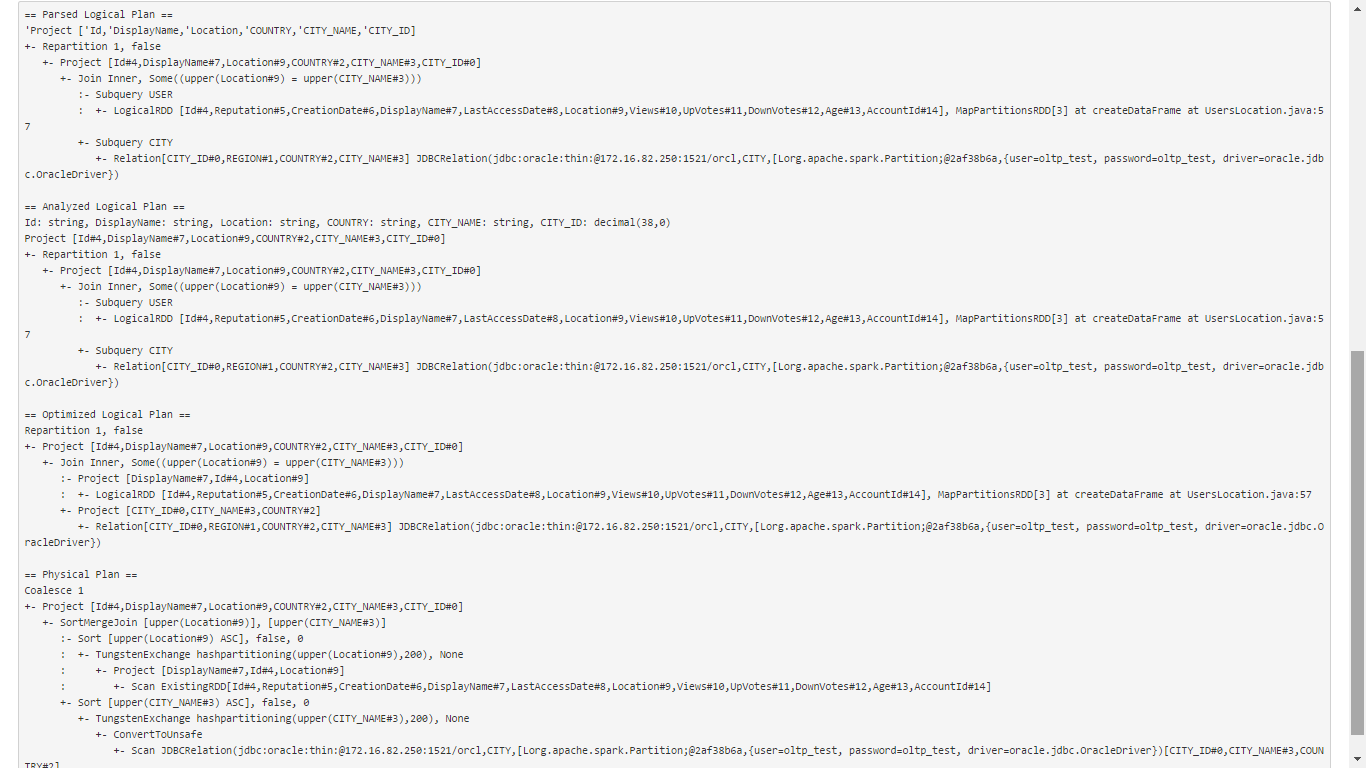 == Parsed Logical Plan ==
'Project ['Id,'DisplayName,'Location,'COUNTRY,'CITY_NAME,'CITY_ID]
+- Repartition 1, false
   +- Project [Id#4,DisplayName#7,Location#9,COUNTRY#2,CITY_NAME#3,CITY_ID#0]
      +- Join Inner, Some((upper(Location#9) = upper(CITY_NAME#3)))
         :- Subquery USER
         :  +- LogicalRDD [Id#4,Reputation#5,CreationDate#6,DisplayName#7,LastAccessDate#8,Location#9,Views#10,UpVotes#11,DownVotes#12,Age#13,AccountId#14], MapPartitionsRDD[3] at createDataFrame at UsersLocation.java:5
7
         +- Subquery CITY
            +- Relation[CITY_ID#0,REGION#1,COUNTRY#2,CITY_NAME#3] JDBCRelation(jdbc:oracle:thin:@172.16.82.250:1521/orcl,CITY,[Lorg.apache.spark.Partition;@2af38b6a,{user=oltp_test, password=oltp_test, driver=oracle.jdb
c.OracleDriver})

== Analyzed Logical Plan ==
Id: string, DisplayName: string, Location: string, COUNTRY: string, CITY_NAME: string, CITY_ID: decimal(38,0)
Project [Id#4,DisplayName#7,Location#9,COUNTRY#2,CITY_NAME#3,CITY_ID#0]
+- Repartition 1, false
   +- Project [Id#4,DisplayName#7,Location#9,COUNTRY#2,CITY_NAME#3,CITY_ID#0]
      +- Join Inner, Some((upper(Location#9) = upper(CITY_NAME#3)))
         :- Subquery USER
         :  +- LogicalRDD [Id#4,Reputation#5,CreationDate#6,DisplayName#7,LastAccessDate#8,Location#9,Views#10,UpVotes#11,DownVotes#12,Age#13,AccountId#14], MapPartitionsRDD[3] at createDataFrame at UsersLocation.java:5
7
         +- Subquery CITY
            +- Relation[CITY_ID#0,REGION#1,COUNTRY#2,CITY_NAME#3] JDBCRelation(jdbc:oracle:thin:@172.16.82.250:1521/orcl,CITY,[Lorg.apache.spark.Partition;@2af38b6a,{user=oltp_test, password=oltp_test, driver=oracle.jdb
c.OracleDriver})

== Optimized Logical Plan ==
Repartition 1, false
+- Project [Id#4,DisplayName#7,Location#9,COUNTRY#2,CITY_NAME#3,CITY_ID#0]
   +- Join Inner, Some((upper(Location#9) = upper(CITY_NAME#3)))
      :- Project [DisplayName#7,Id#4,Location#9]
      :  +- LogicalRDD [Id#4,Reputation#5,CreationDate#6,DisplayName#7,LastAccessDate#8,Location#9,Views#10,UpVotes#11,DownVotes#12,Age#13,AccountId#14], MapPartitionsRDD[3] at createDataFrame at UsersLocation.java:57
      +- Project [CITY_ID#0,CITY_NAME#3,COUNTRY#2]
         +- Relation[CITY_ID#0,REGION#1,COUNTRY#2,CITY_NAME#3] JDBCRelation(jdbc:oracle:thin:@172.16.82.250:1521/orcl,CITY,[Lorg.apache.spark.Partition;@2af38b6a,{user=oltp_test, password=oltp_test, driver=oracle.jdbc.O
racleDriver})

== Physical Plan ==
Coalesce 1
+- Project [Id#4,DisplayName#7,Location#9,COUNTRY#2,CITY_NAME#3,CITY_ID#0]
   +- SortMergeJoin [upper(Location#9)], [upper(CITY_NAME#3)]
      :- Sort [upper(Location#9) ASC], false, 0
      :  +- TungstenExchange hashpartitioning(upper(Location#9),200), None
      :     +- Project [DisplayName#7,Id#4,Location#9]
      :        +- Scan ExistingRDD[Id#4,Reputation#5,CreationDate#6,DisplayName#7,LastAccessDate#8,Location#9,Views#10,UpVotes#11,DownVotes#12,Age#13,AccountId#14]
      +- Sort [upper(CITY_NAME#3) ASC], false, 0
         +- TungstenExchange hashpartitioning(upper(CITY_NAME#3),200), None
            +- ConvertToUnsafe
               +- Scan JDBCRelation(jdbc:oracle:thin:@172.16.82.250:1521/orcl,CITY,[Lorg.apache.spark.Partition;@2af38b6a,{user=oltp_test, password=oltp_test, driver=oracle.jdbc.OracleDriver})[CITY_ID#0,CITY_NAME#3,COUN
TRY#2]